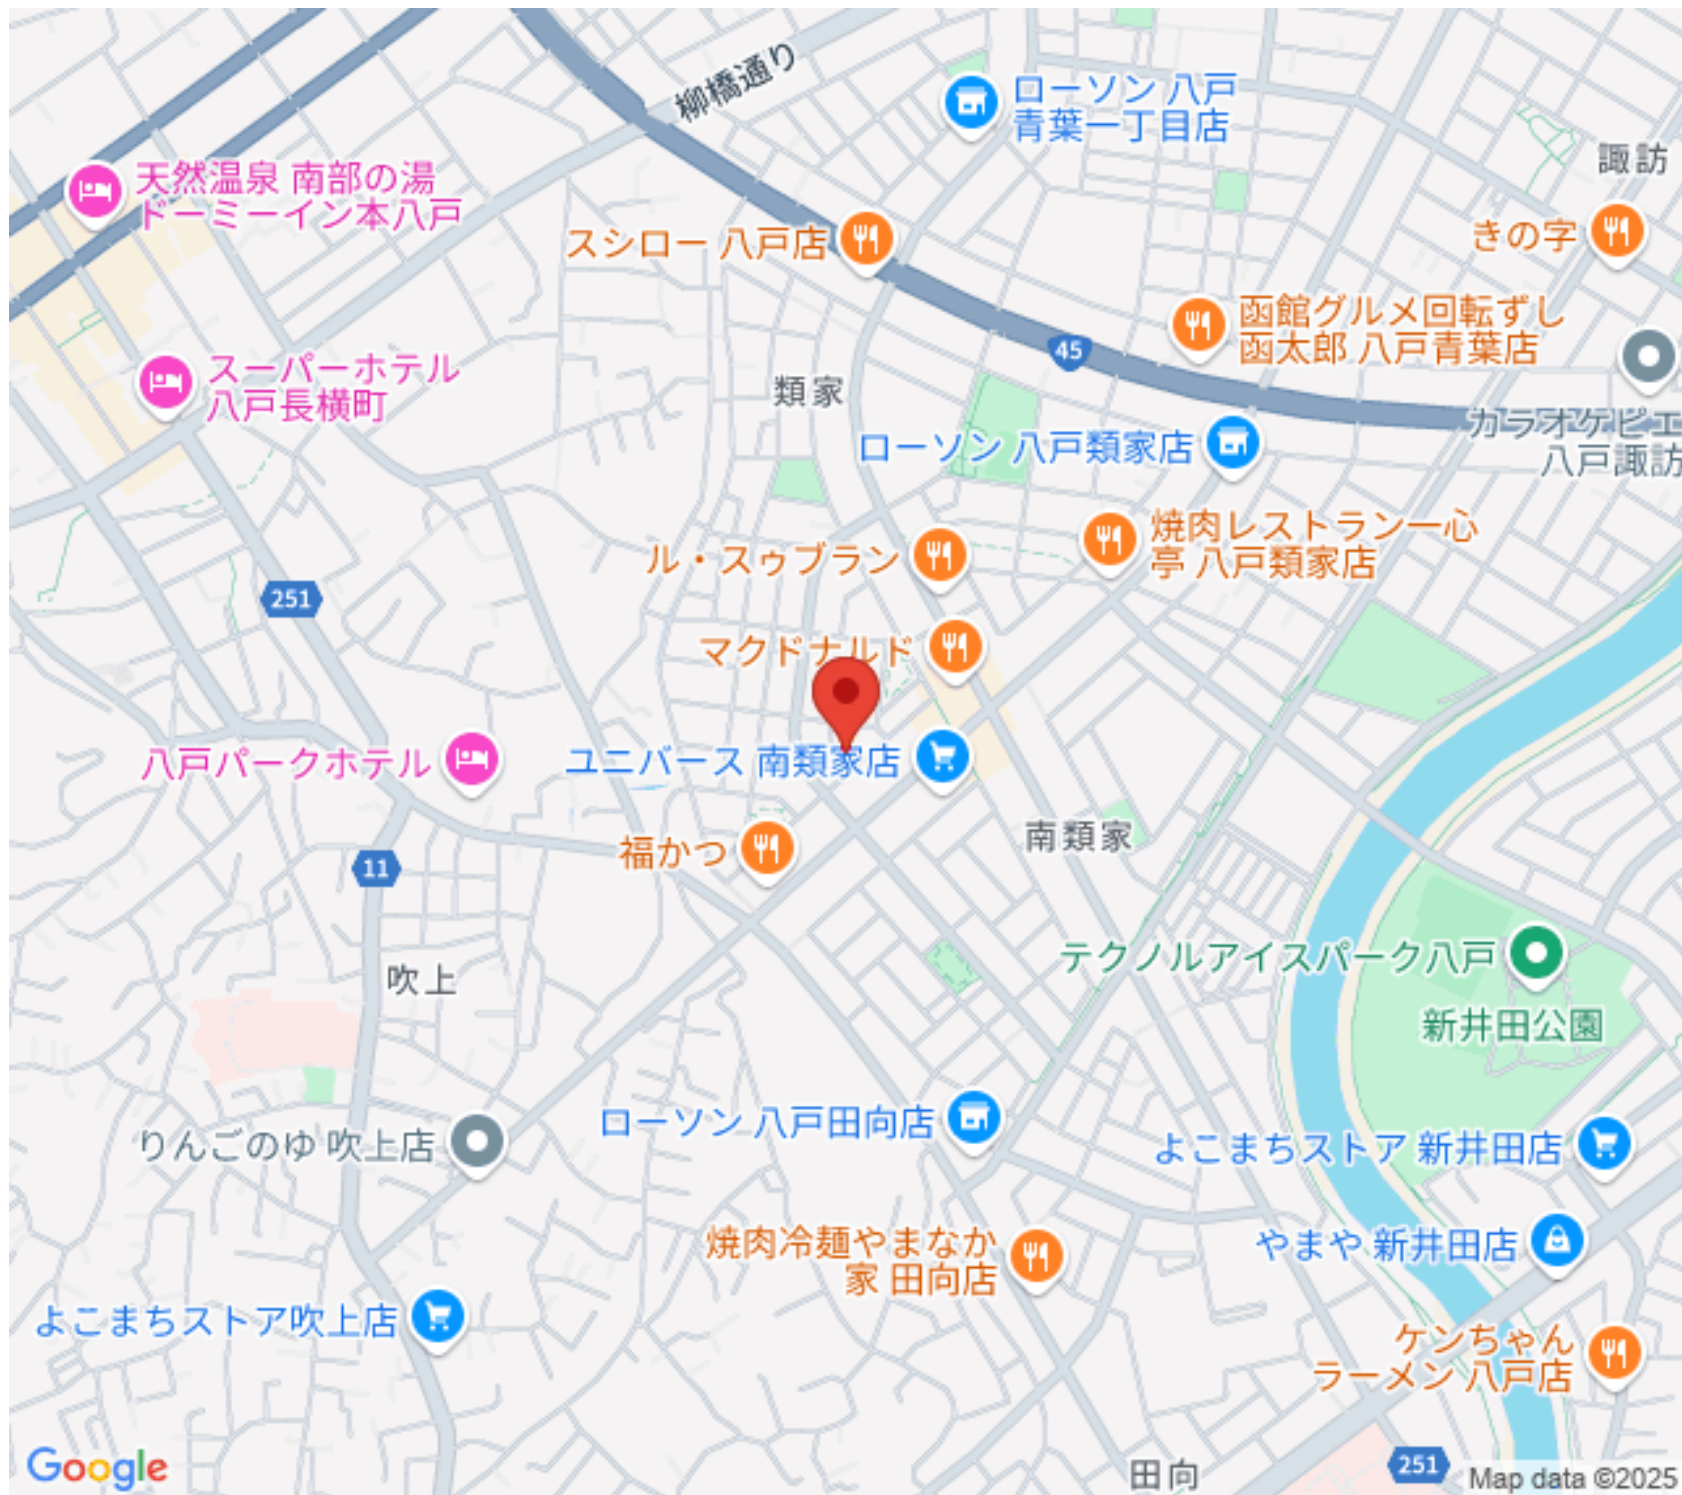 柳橋通り
ローソン 八戸
青葉一丁目店
諏訪
天然温泉 南部の湯
ドーミーイン本八戸
スシロー 八戸店
きの字
函館グルメ回転ずし
函太郎 八戸青葉店
45
スーパーホテル
八戸長横町
類家
カラオケピエ
八戸諏訪
ローソン 八戸類家店
焼肉レストラン一心
亭 八戸類家店
ル・スゥブラン
251
マクドナルド
八戸パークホテル
ユニバース 南類家店
南類家
福かつ
11
テクノルアイスパーク八戸
吹上
新井田公園
ローソン 八戸田向店
りんごのゆ 吹上店
よこまちストア 新井田店
焼肉冷麺やまなか
家 田向店
やまや 新井田店
よこまちストア吹上店
ケンちゃん
ラーメン 八戸店
Google
田向
251
Map data ©2025